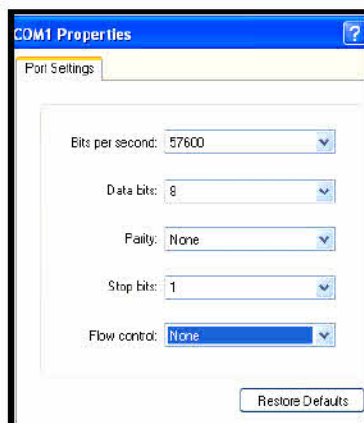 COM1 Properties ?
Port Settings
Bits per second: 57600
Data bits: 8
Parity: None
Stop bits: 1
Flow control: None
Restore Defaults